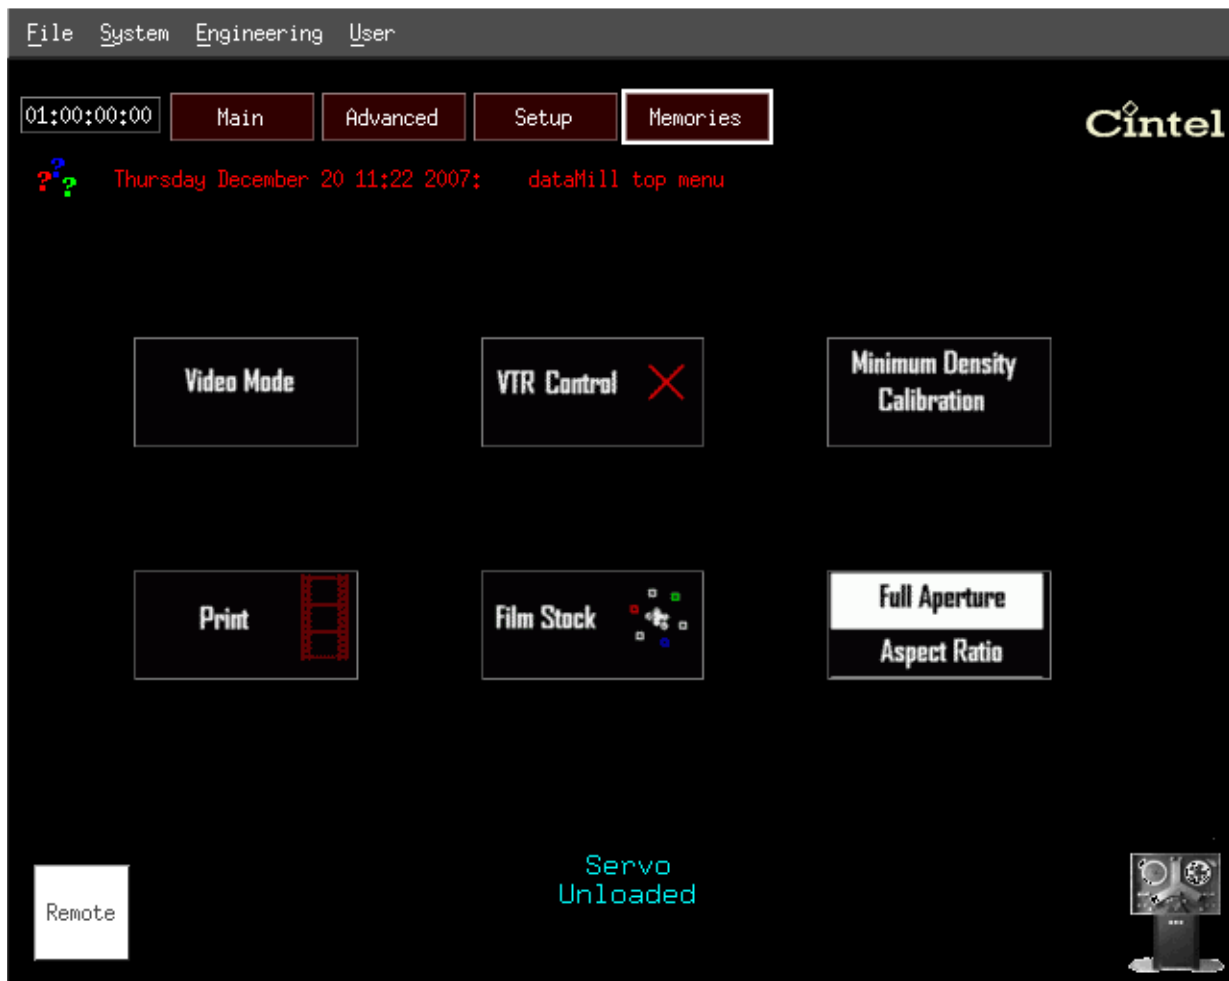 File System Engineering User
01:00:00:00 Main Advanced Setup Memories
Cintel
??? Thursday December 20 11:22 2007: dataMill top menu
Video Mode
VTR Control
Minimum Density
Calibration
Print
Film Stock
Full Aperture
Aspect Ratio
Servo
Unloaded
Remote